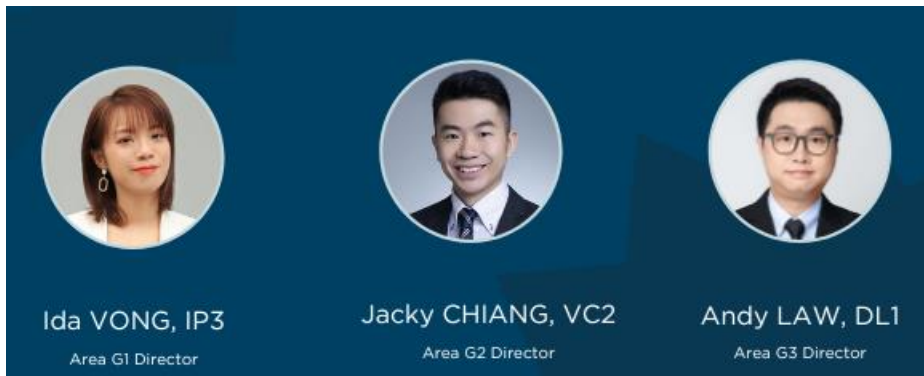 Ida VONG, IP3
Area G1 Director
Jacky CHIANG, VC2
Area G2 Director
Andy LAW, DL1
Area G3 Director